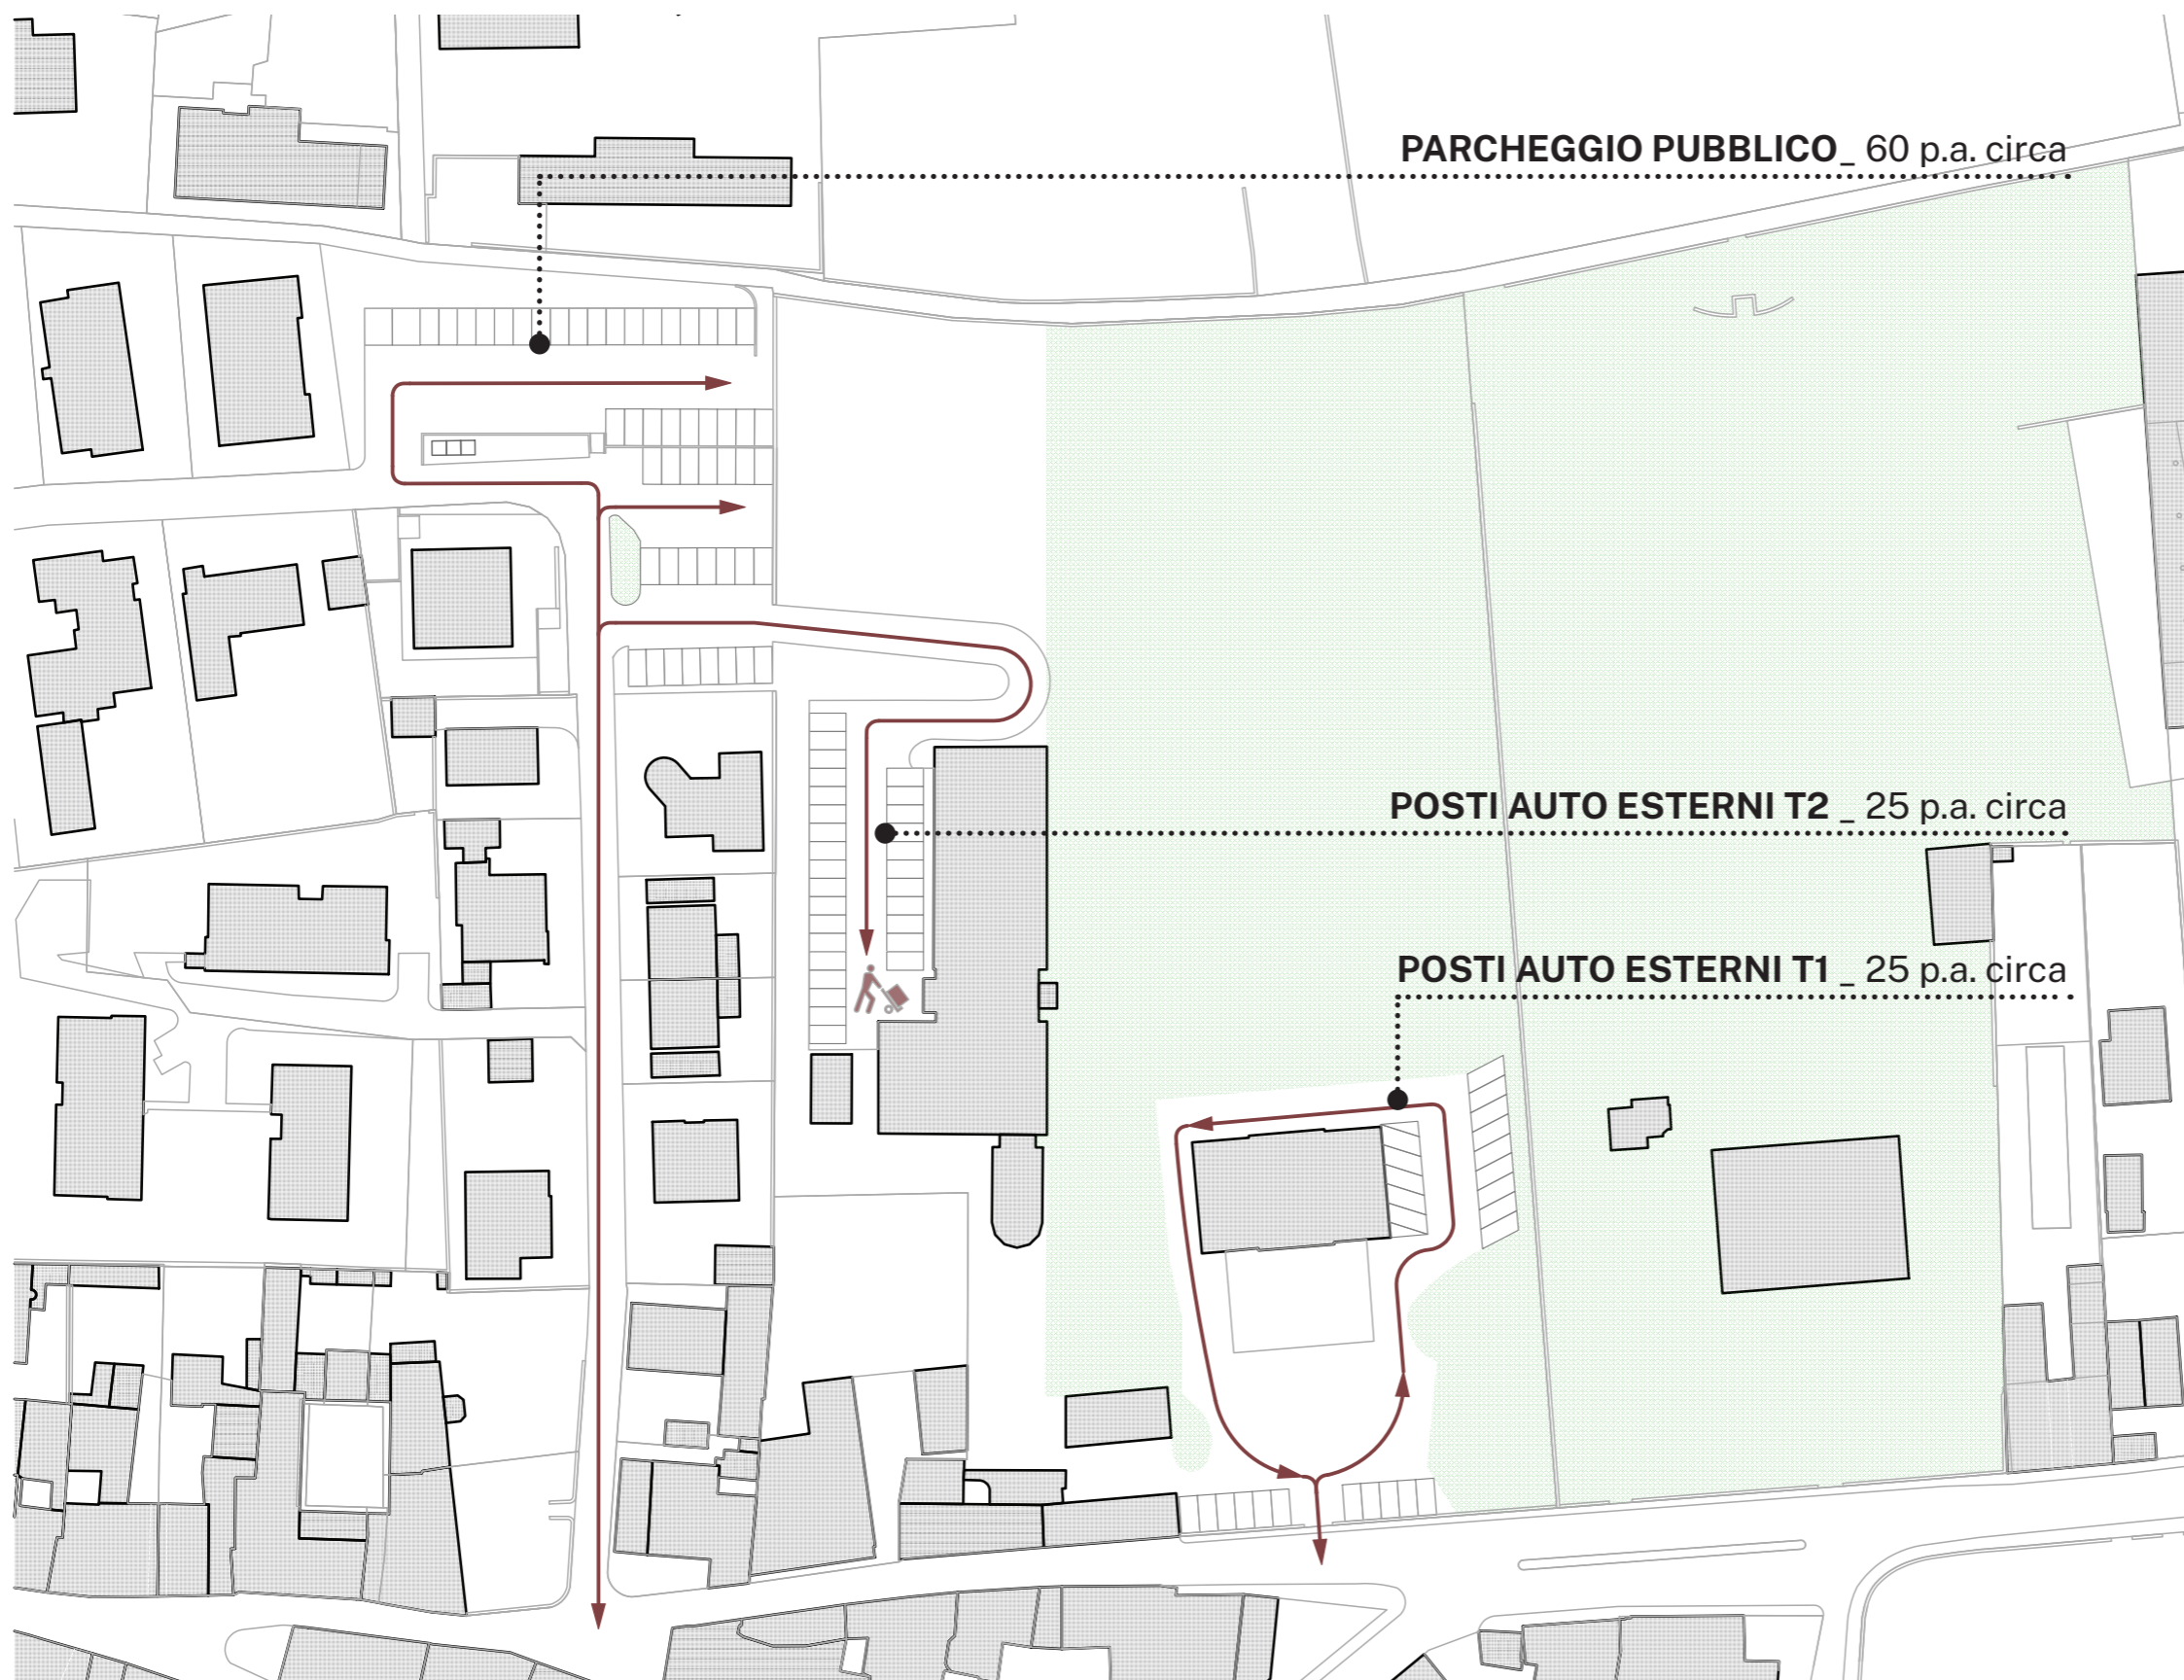 PARCHEGGIO PUBBLICO_ 60 p.a. circa
POSTI AUTO ESTERNI T2 _ 25 p.a. circa
POSTI AUTO ESTERNI T1 _ 25 p.a. circa